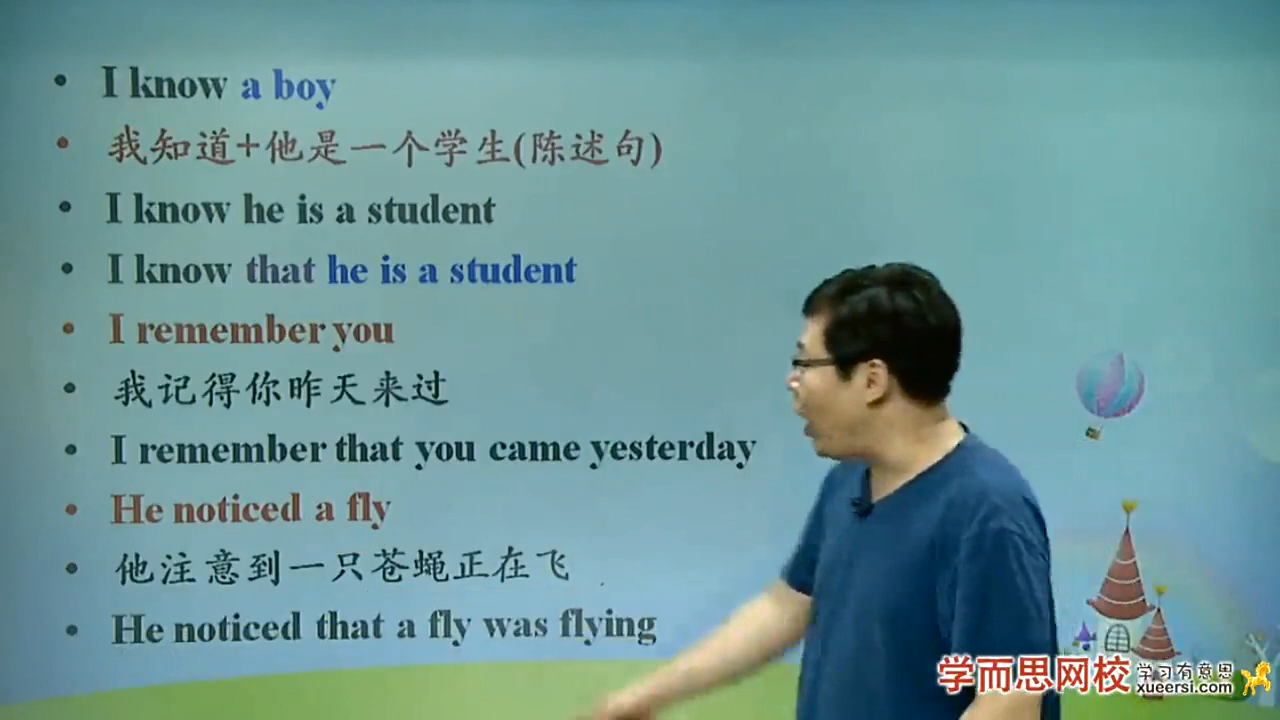 I know a boy
我知道+他是一个学生(陈述句)
I know he is a student
I know that he is a student
I remember you
我记得你昨天来过
I remember that you came yesterday
He noticed a fly
他注意到一只苍蝇正在飞
He noticed that a fly was flying
学而思网校 学习有意思
xueersi.com